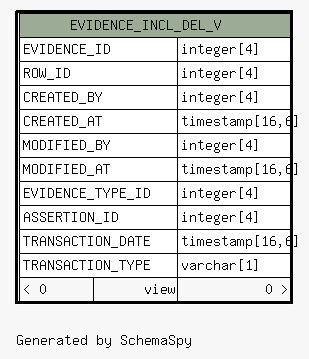 EVIDENCE_INCL_DEL_V
EVIDENCE_ID integer[4]
ROW_ID integer[4]
CREATED_BY integer[4]
CREATED_AT timestamp[16,6]
MODIFIED_BY integer[4]
MODIFIED_AT timestamp[16,6]
EVIDENCE_TYPE_ID integer[4]
ASSERTION_ID integer[4]
TRANSACTION_DATE timestamp[16,6]
TRANSACTION_TYPE varchar[1]
< 0 view 0 >
Generated by SchemaSpy